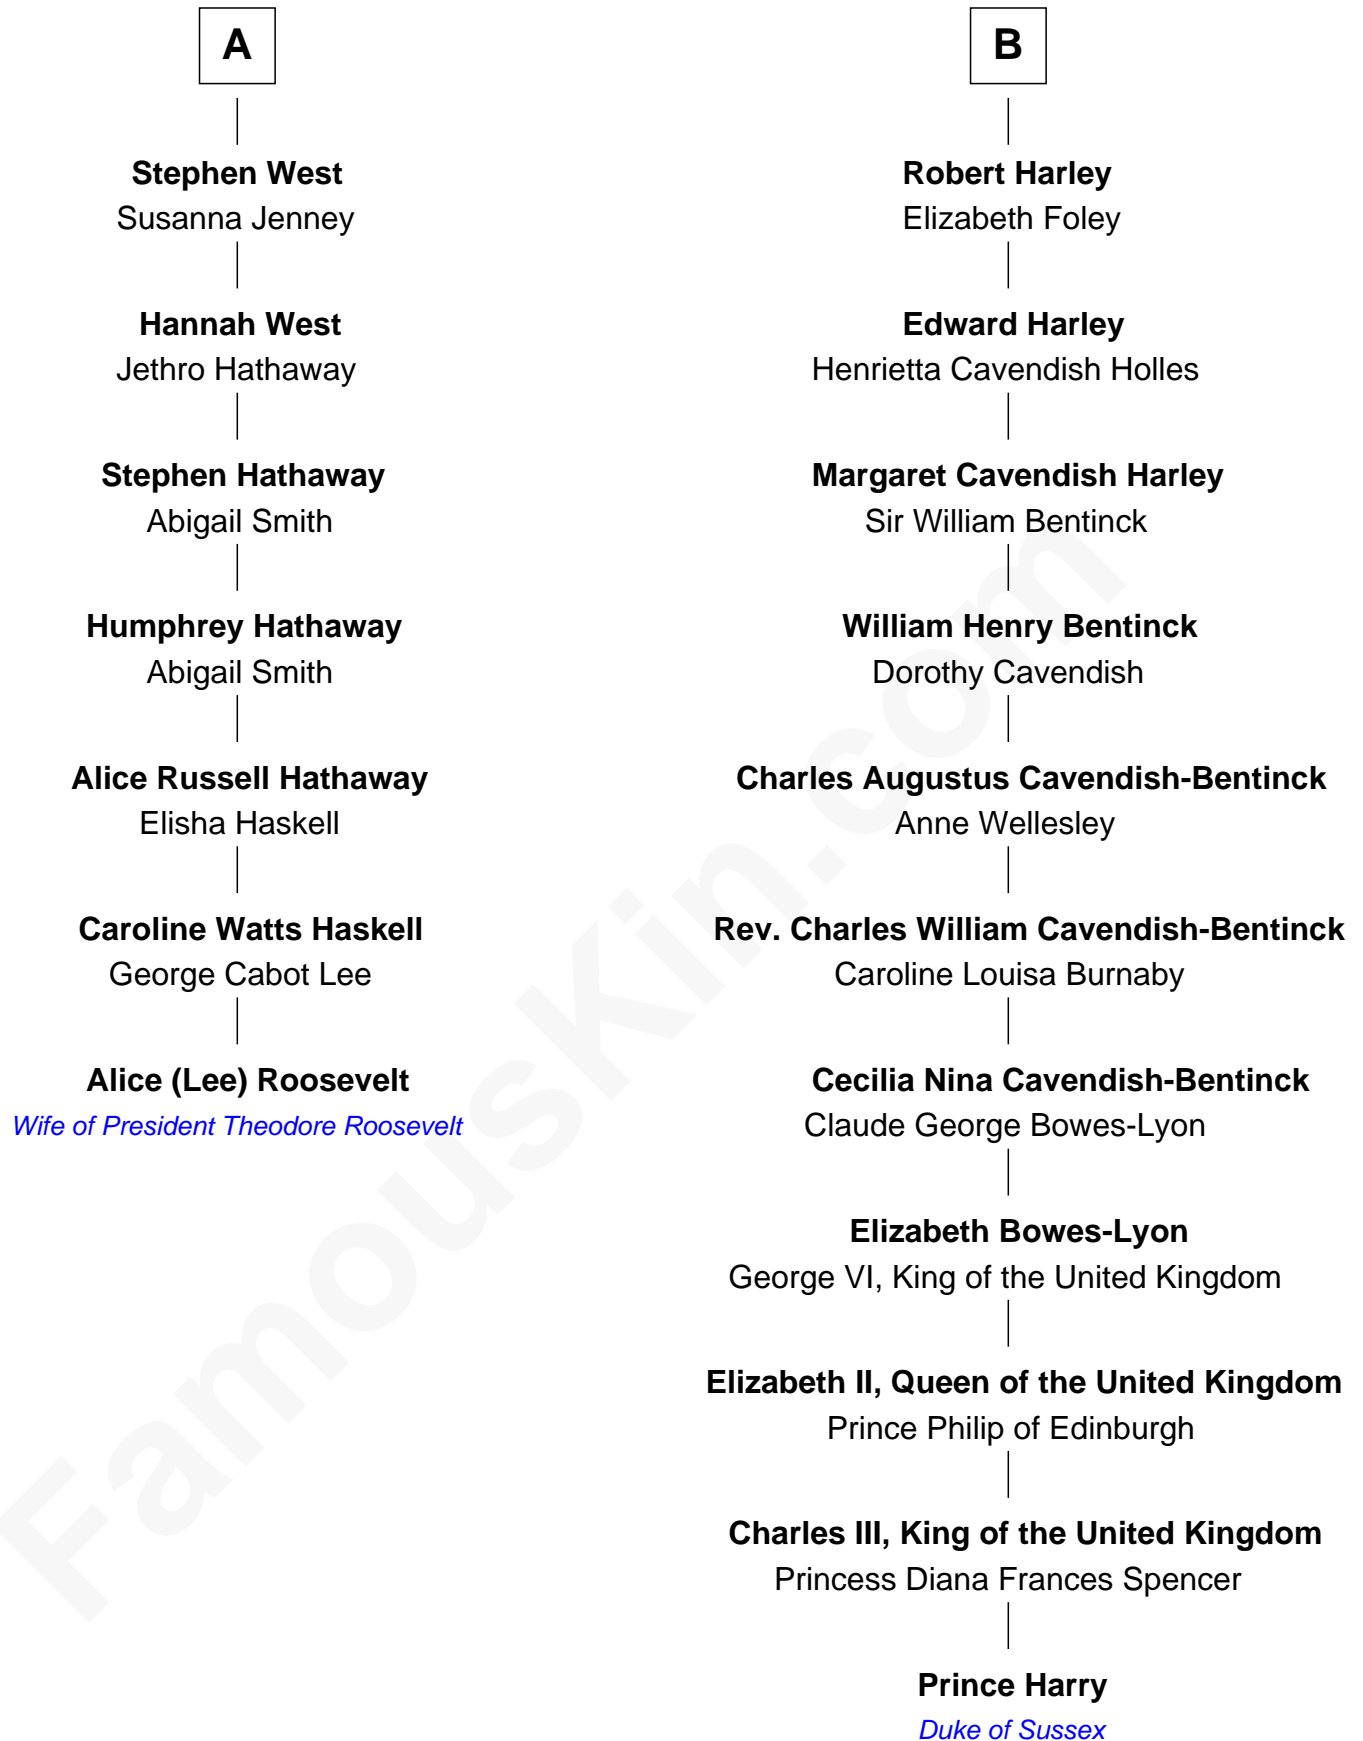 A
Stephen West
Susanna Jenney
Hannah West
Jethro Hathaway
Stephen Hathaway
Abigail Smith
Humphrey Hathaway
Abigail Smith
Alice Russell Hathaway
Elisha Haskell
Caroline Watts Haskell
George Cabot Lee
Alice (Lee) Roosevelt
Wife of President Theodore Roosevelt
B
Robert Harley
Elizabeth Foley
Edward Harley
Henrietta Cavendish Holles
Margaret Cavendish Harley
Sir William Bentinck
William Henry Bentinck
Dorothy Cavendish
Charles Augustus Cavendish-Bentinck
Anne Wellesley
Rev. Charles William Cavendish-Bentinck
Caroline Louisa Burnaby
Cecilia Nina Cavendish-Bentinck
Claude George Bowes-Lyon
Elizabeth Bowes-Lyon
George VI, King of the United Kingdom
Elizabeth II, Queen of the United Kingdom
Prince Philip of Edinburgh
Charles III, King of the United Kingdom
Princess Diana Frances Spencer
Prince Harry
Duke of Sussex
FamousKin.com